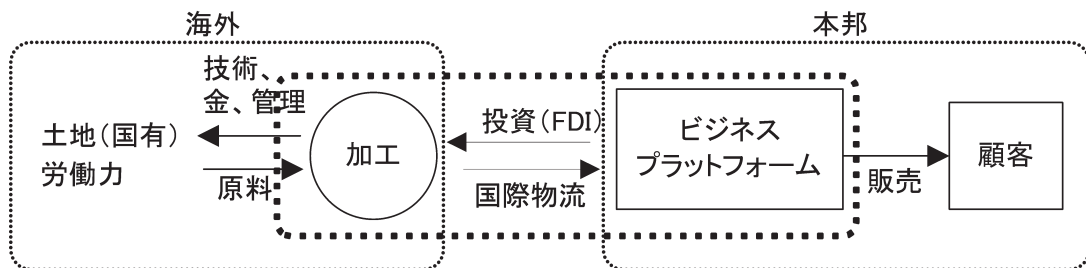 海外
本邦
技術、
金、管理
土地(国有)
労働力
原料
加工
投資(FDI)
国際物流
ビジネス
プラットフォーム
販売
顧客